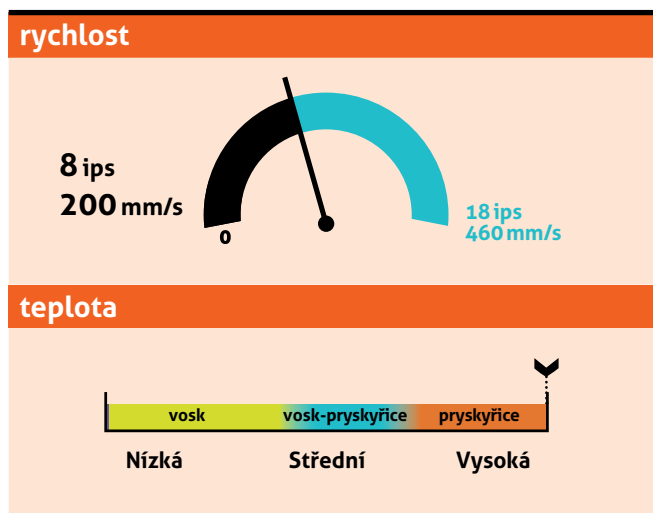 rychlost
8 ips
200 mm/s
0
18 ips
460 mm/s
teplota
vosk vosk-pryskyřice pryskyřice
Nízká Střední Vysoká